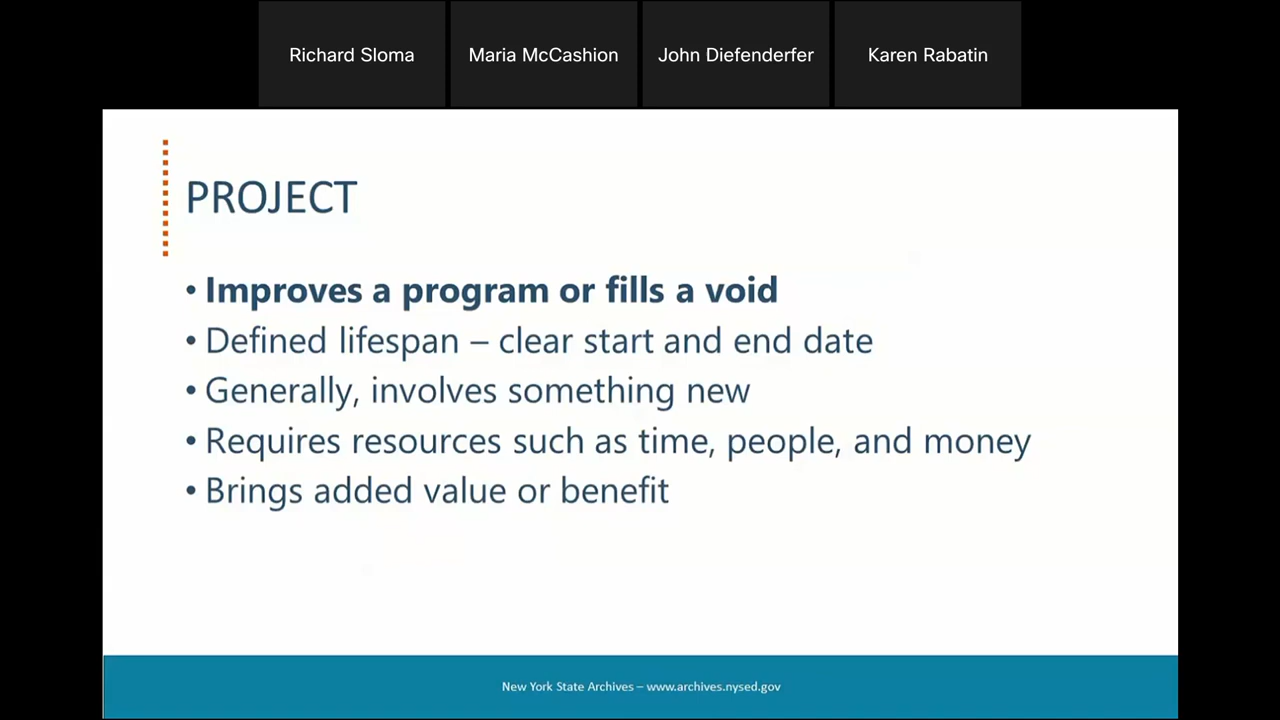 Richard Sloma
Maria McCashion
John Diefenderfer
Karen Rabatin
PROJECT
• Improves a program or fills a void
• Defined lifespan – clear start and end date
• Generally, involves something new
• Requires resources such as time, people, and money
• Brings added value or benefit
New York State Archives – www.archives.nysed.gov